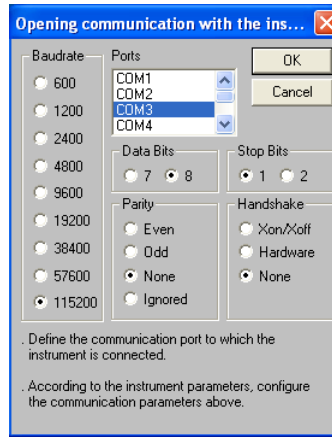 Opening communication with the ins...
Baudrate
600
1200
2400
4800
9600
19200
38400
57600
115200
Ports
COM1
COM2
COM3
COM4
OK
Cancel
Data Bits
7 8
Stop Bits
1 2
Parity
Even
Odd
None
Ignored
Handshake
Xon/Xoff
Hardware
None
. Define the communication port to which
the instrument is connected.
. According to the instrument parameters, configure
the communication parameters above.